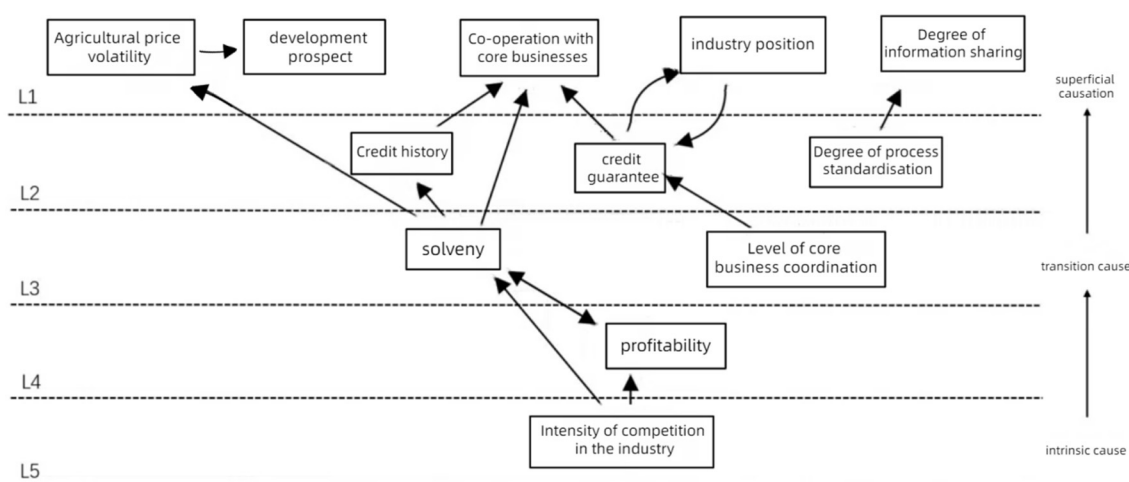 Agricultural price
volatility
development
prospect
Co-operation with
core businesses
industry position
Degree of
information sharing
superficial
causation
L1
Credit history
credit
guarantee
Degree of process
standardisation
L2
solveny
Level of core
business coordination
transition cause
L3
profitability
L4
Intensity of competition
in the industry
intrinsic cause
L5